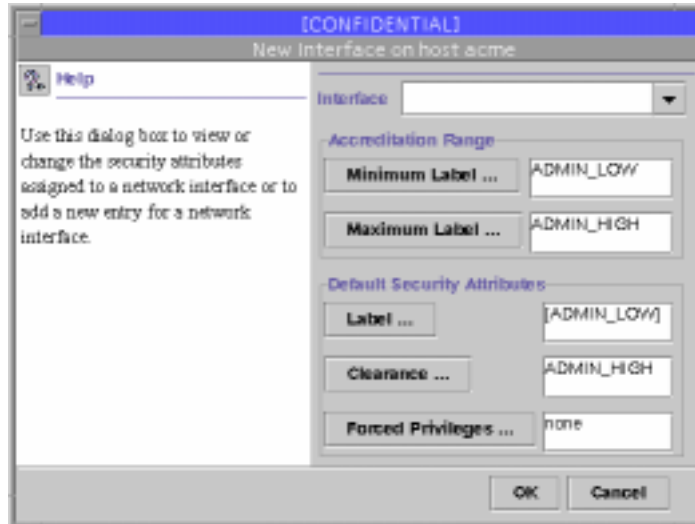 [CONFIDENTIAL]
New Interface on host acme
Help
Use this dialog box to view or
change the security attributes
assigned to a network interface or to
add a new entry for a network
interface.
Interface
Accreditation Range
Minimum Label ...
ADMIN_LOW
Maximum Label ...
ADMIN_HIGH
Default Security Attributes
Label ...
[ADMIN_LOW]
Clearance ...
ADMIN_HIGH
Forced Privileges ...
none
OK
Cancel